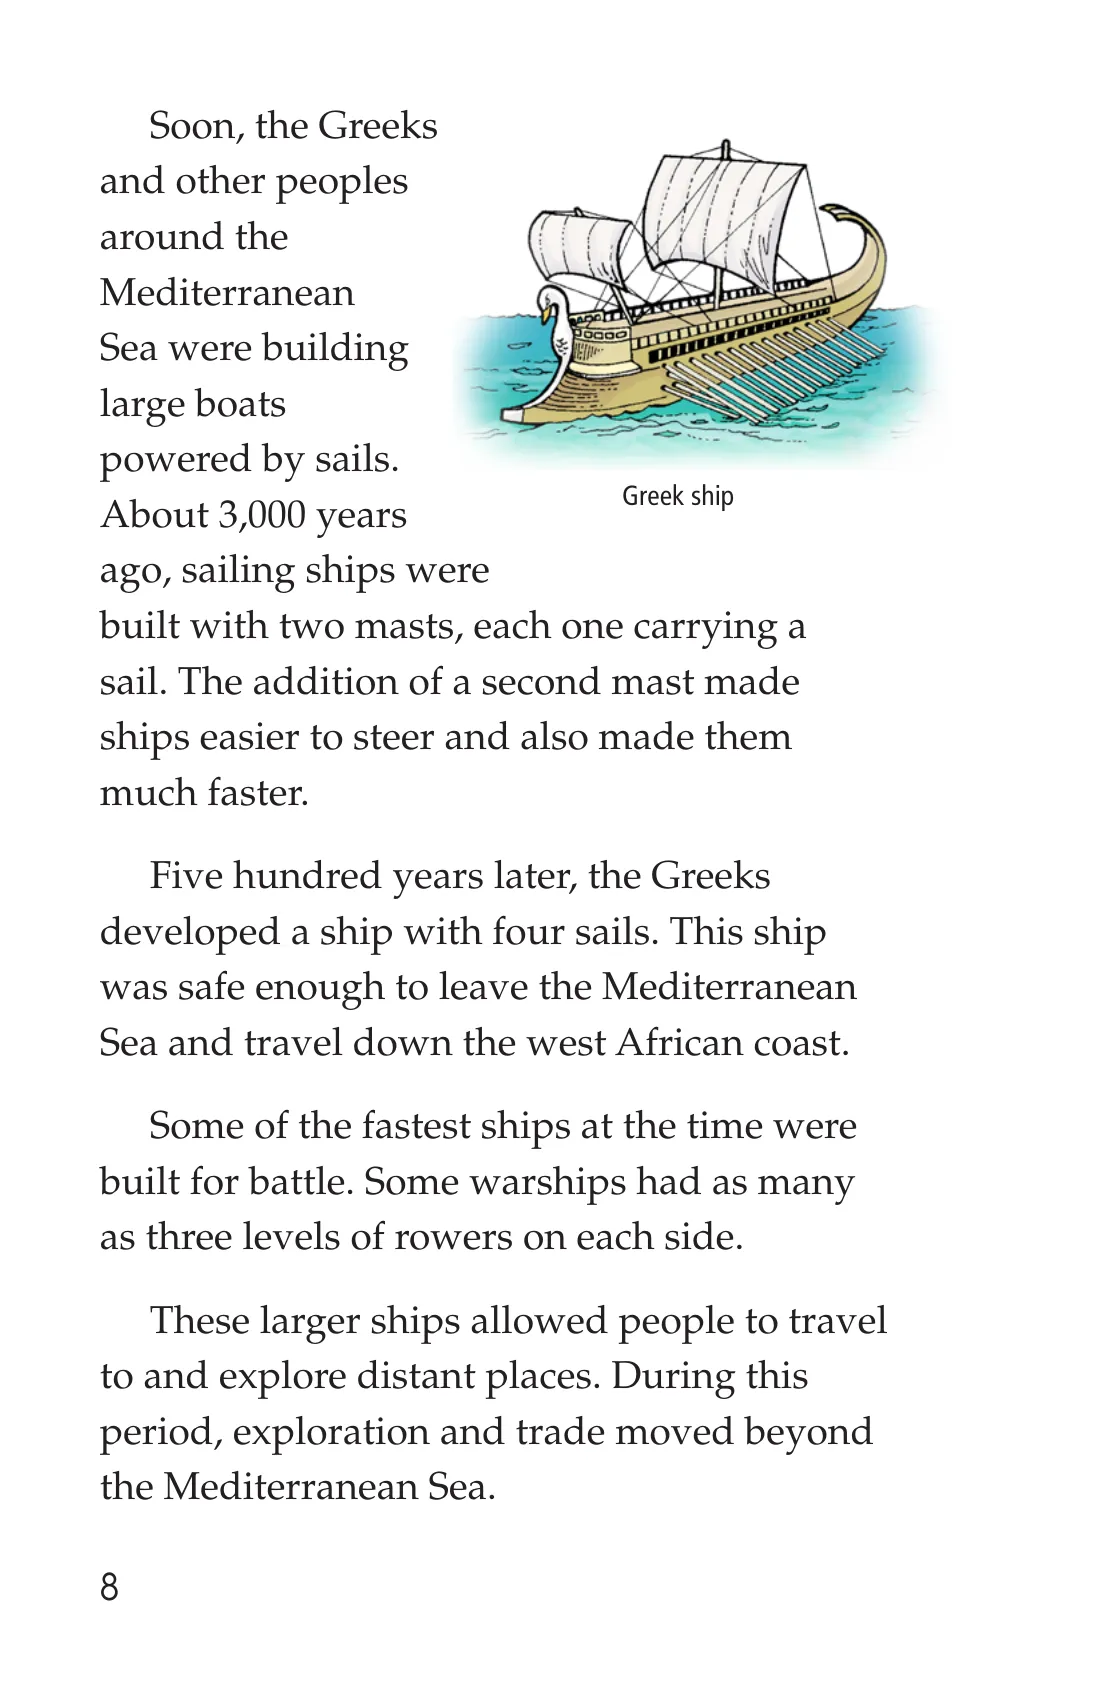 Soon, the Greeks
and other peoples
around the
Mediterranean
Sea were building
large boats
powered by sails.
About 3,000 years
ago, sailing ships were
built with two masts, each one carrying a
sail. The addition of a second mast made
ships easier to steer and also made them
much faster.
Greek ship
Five hundred years later, the Greeks
developed a ship with four sails. This ship
was safe enough to leave the Mediterranean
Sea and travel down the west African coast.
Some of the fastest ships at the time were
built for battle. Some warships had as many
as three levels of rowers on each side.
These larger ships allowed people to travel
to and explore distant places. During this
period, exploration and trade moved beyond
the Mediterranean Sea.
8